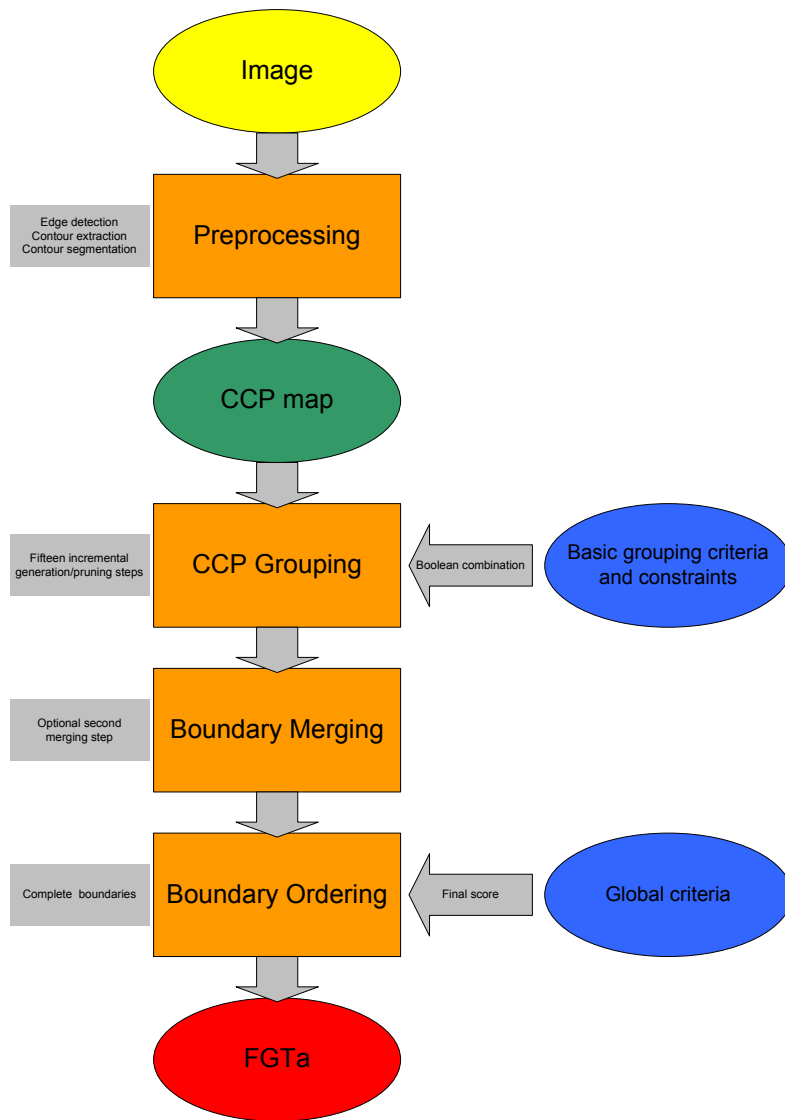 Image
Edge detection
Contour extraction
Contour segmentation
Preprocessing
CCP map
Fifteen incremental
generation/pruning steps
CCP Grouping
Boolean combination
Basic grouping criteria
and constraints
Optional second
merging step
Boundary Merging
Complete boundaries
Boundary Ordering
Final score
Global criteria
FGTa